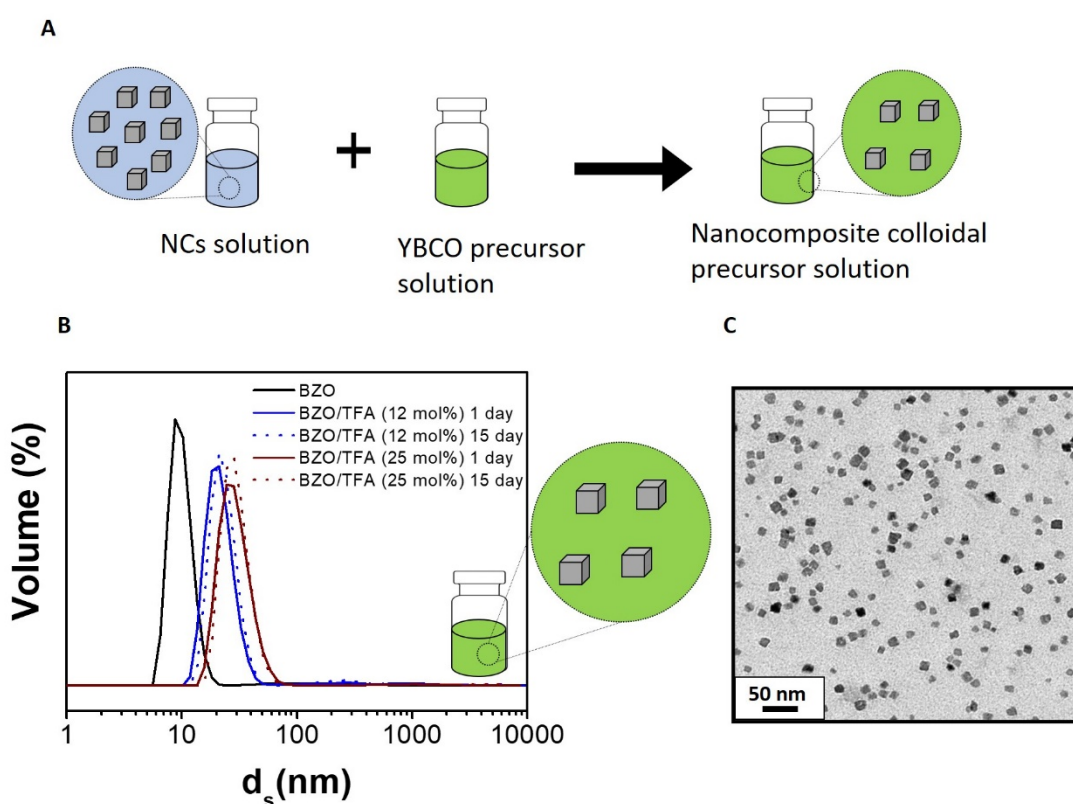 A
+
NCs solution
YBCO precursor
solution
Nanocomposite colloidal
precursor solution
B
Volume (%)
BZO
BZO/TFA (12 mol%) 1 day
BZO/TFA (12 mol%) 15 day
BZO/TFA (25 mol%) 1 day
BZO/TFA (25 mol%) 15 day
1 10 100 1000 10000
dₛ(nm)
C
50 nm